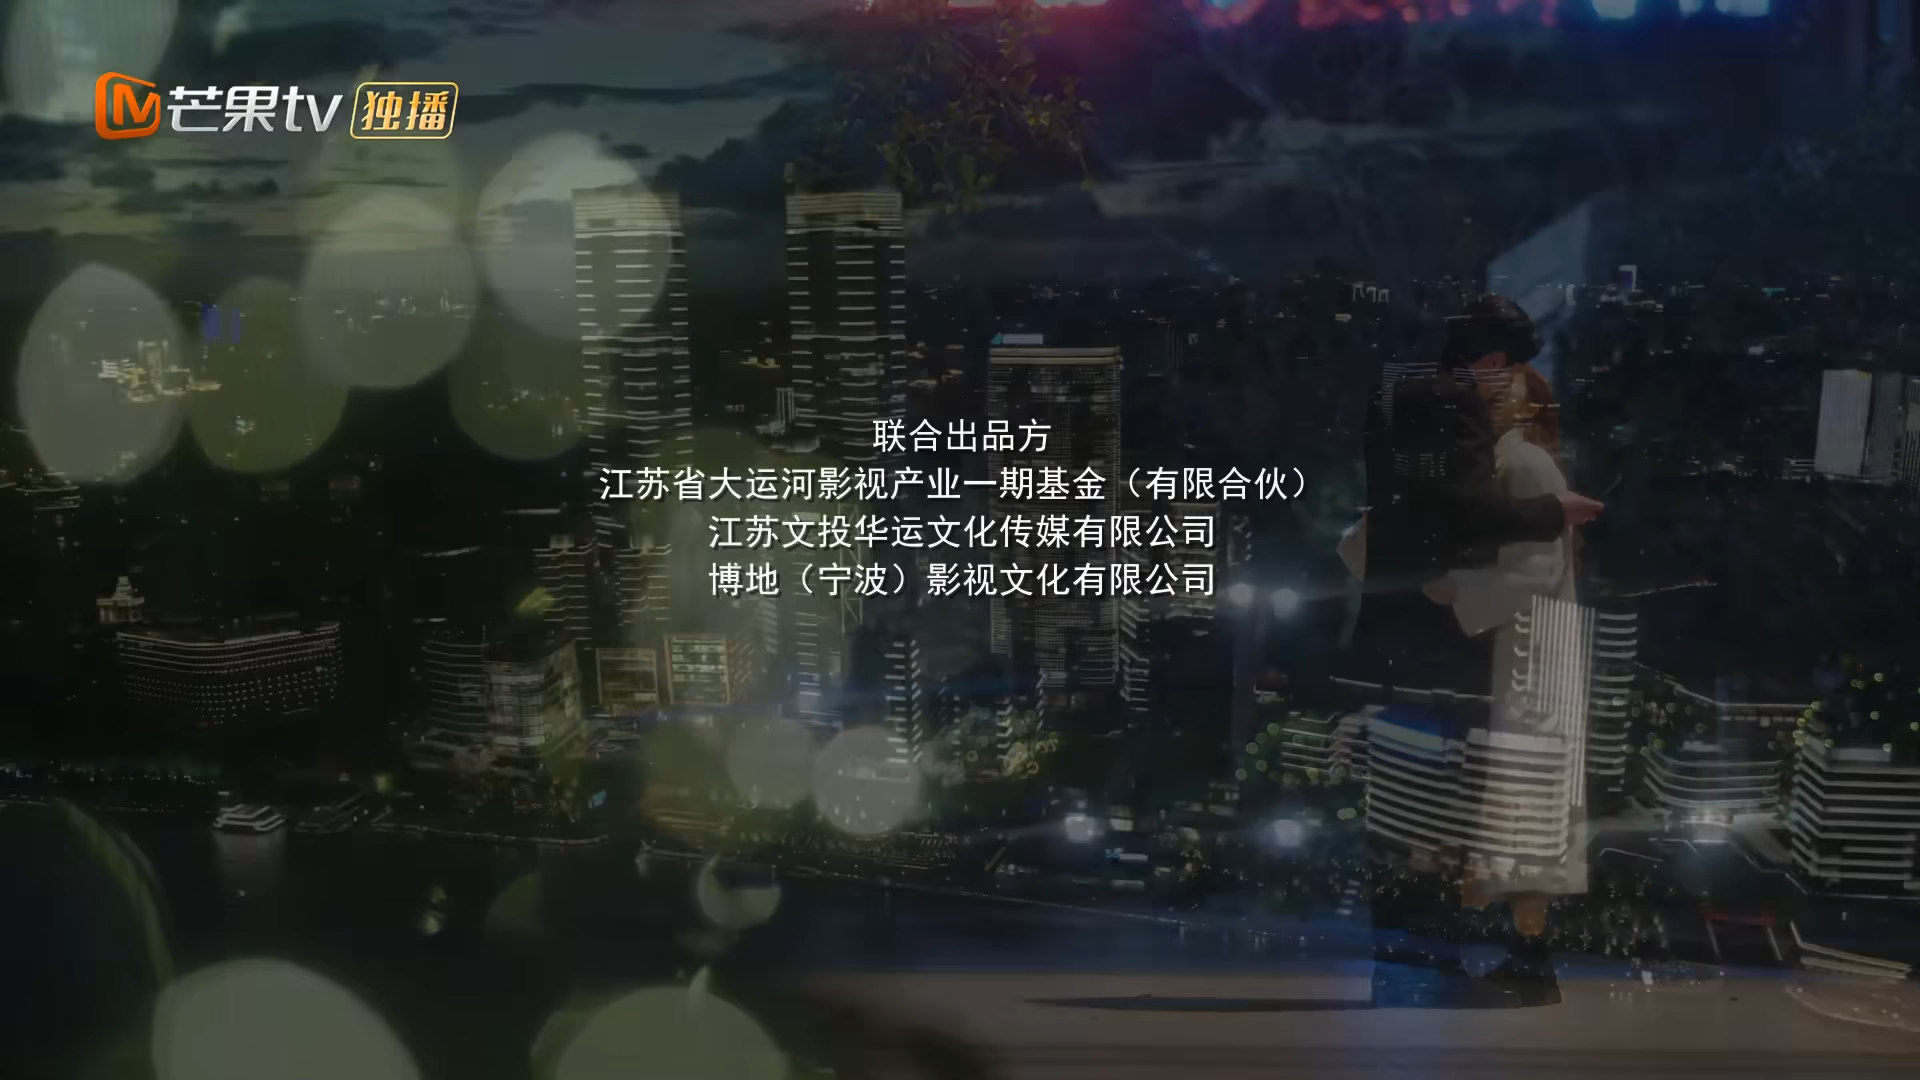 芒果tv 独播
联合出品方
江苏省大运河影视产业一期基金（有限合伙）
江苏文投华运文化传媒有限公司
博地（宁波）影视文化有限公司